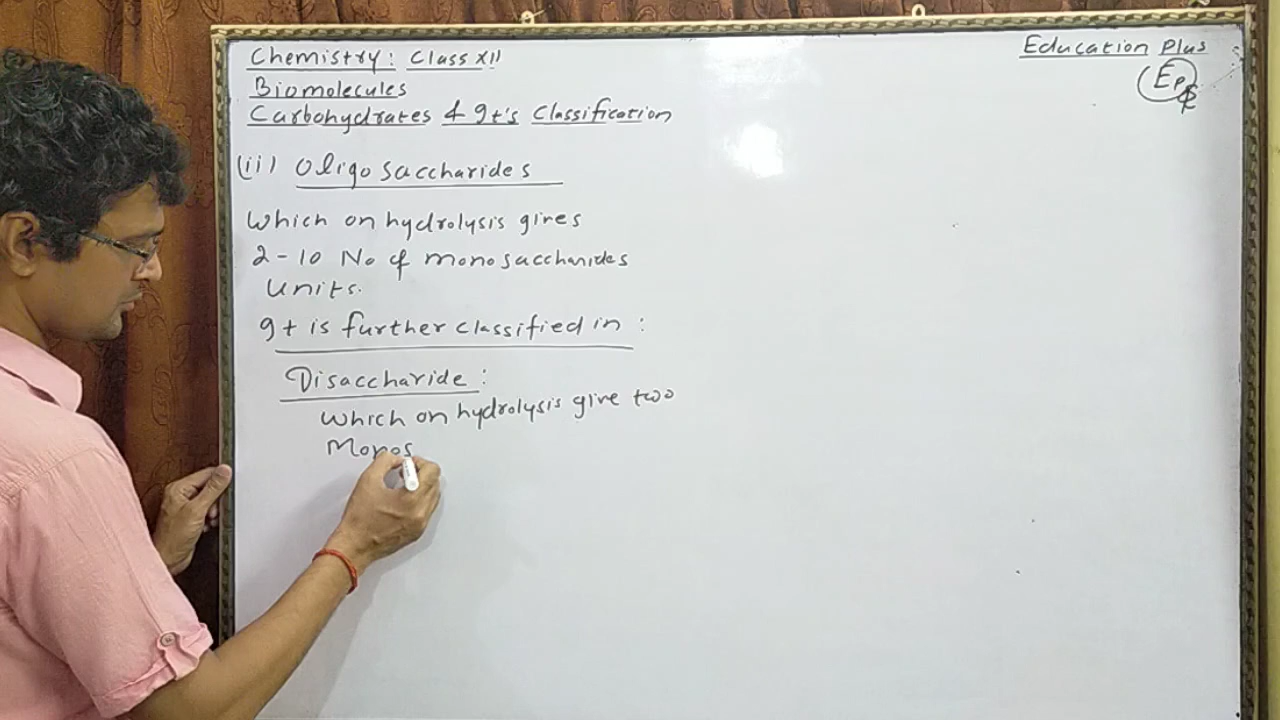 Chemistry: Class XII
Biomolecules
Carbohydrates & It's Classification
Education Plus
EP
(ii) Oligosaccharides
Which on hydrolysis gives
2-10 No of monosaccharides
Units.
It is further classified in :
Disaccharide :
Which on hydrolysis give two
Monos